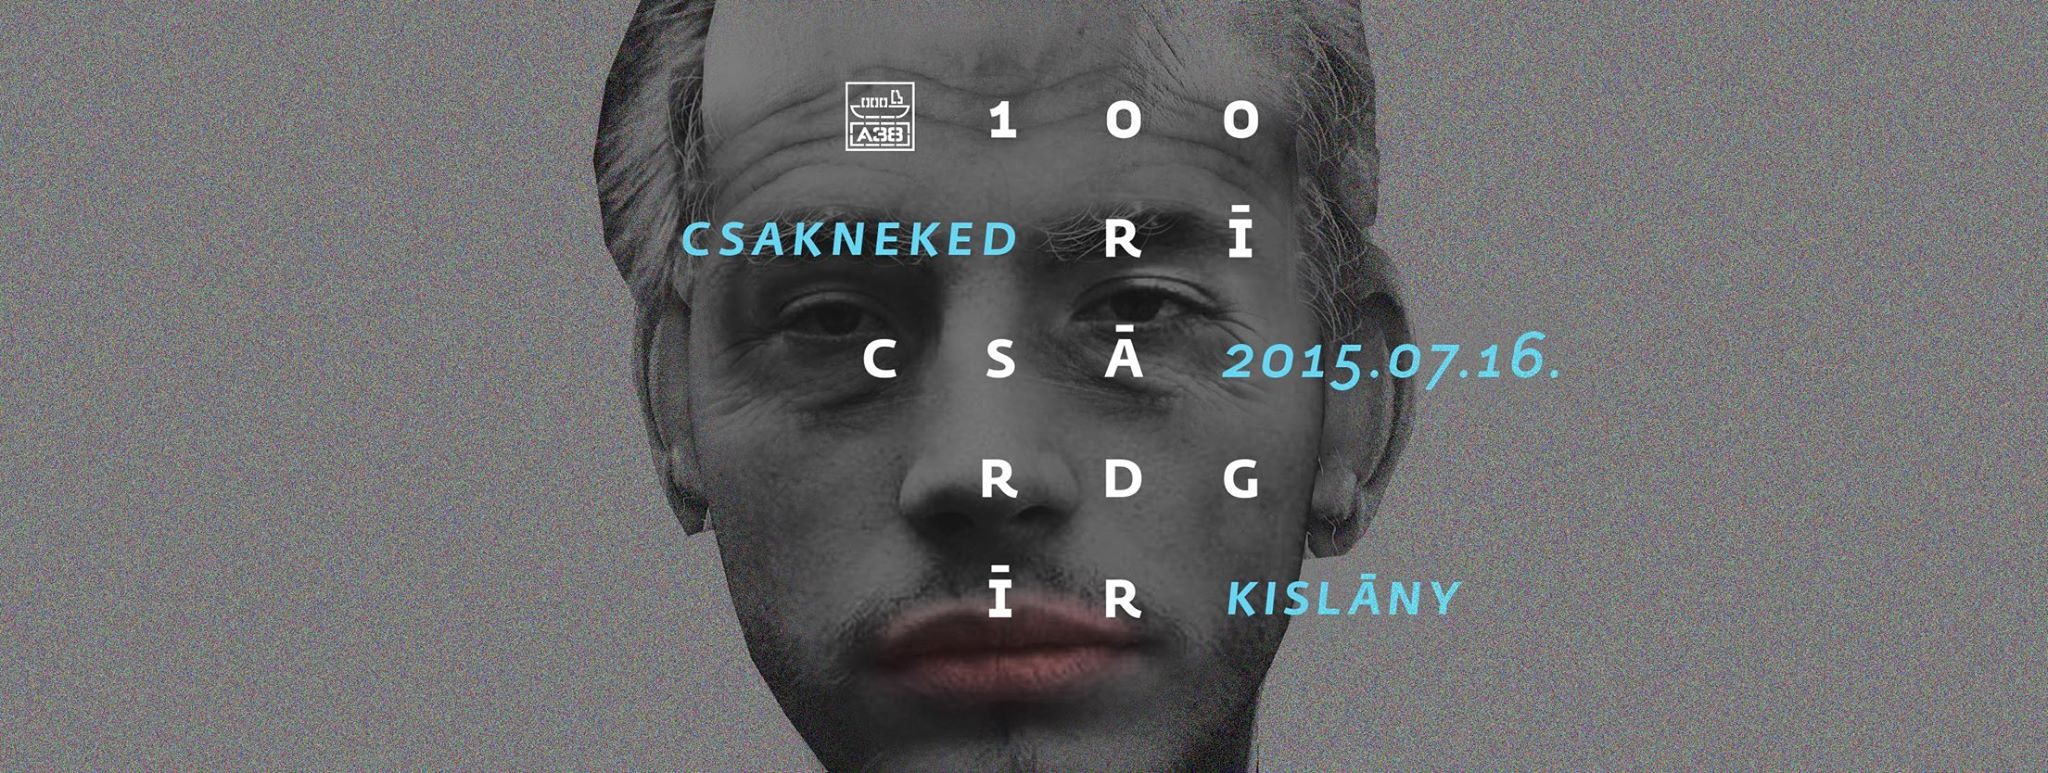 A38 1 0 0
CSAKNEKED R Ī
C S Ā 2015.07.16.
R D G
Ī R KISLĀNY